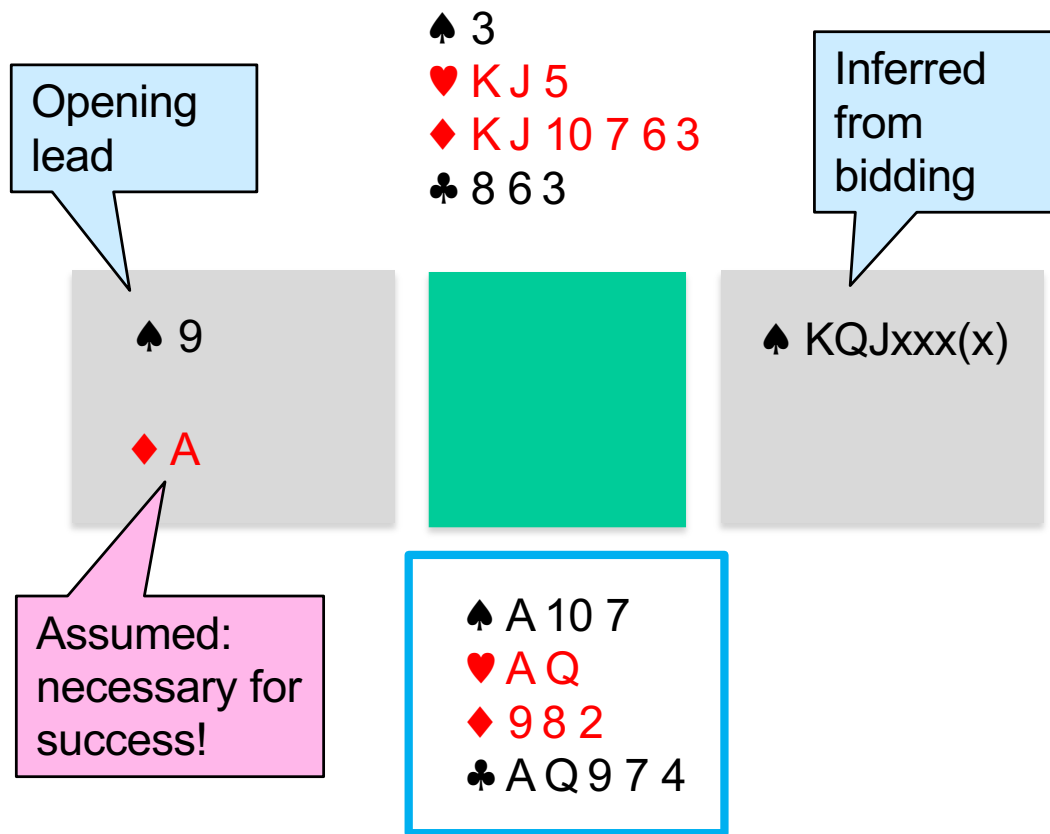 ♠ 3
♥ K J 5
♦ K J 10 7 6 3
♣ 8 6 3
Opening
lead
Inferred
from
bidding
♠ 9
♦ A
♠ KQJxxx(x)
Assumed:
necessary for
success!
♠ A 10 7
♥ A Q
♦ 9 8 2
♣ A Q 9 7 4